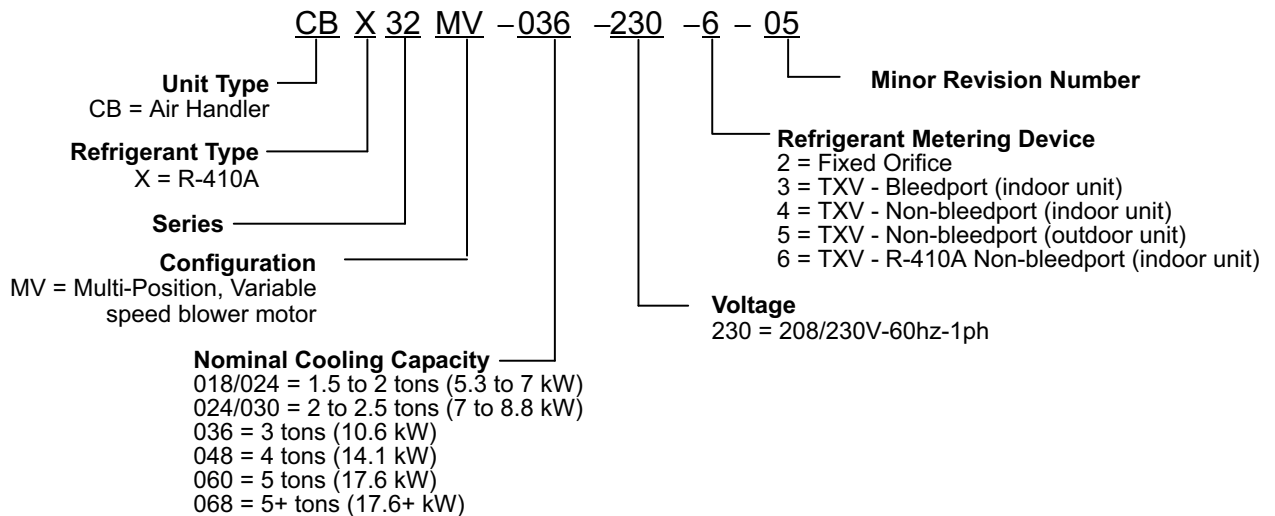 CB X 32 MV –036 –230 –6 – 05
Unit Type
CB = Air Handler
Refrigerant Type
X = R-410A
Series
Configuration
MV = Multi-Position, Variable
speed blower motor
Nominal Cooling Capacity
018/024 = 1.5 to 2 tons (5.3 to 7 kW)
024/030 = 2 to 2.5 tons (7 to 8.8 kW)
036 = 3 tons (10.6 kW)
048 = 4 tons (14.1 kW)
060 = 5 tons (17.6 kW)
068 = 5+ tons (17.6+ kW)
Minor Revision Number
Refrigerant Metering Device
2 = Fixed Orifice
3 = TXV - Bleedport (indoor unit)
4 = TXV - Non-bleedport (indoor unit)
5 = TXV - Non-bleedport (outdoor unit)
6 = TXV - R-410A Non-bleedport (indoor unit)
Voltage
230 = 208/230V-60hz-1ph